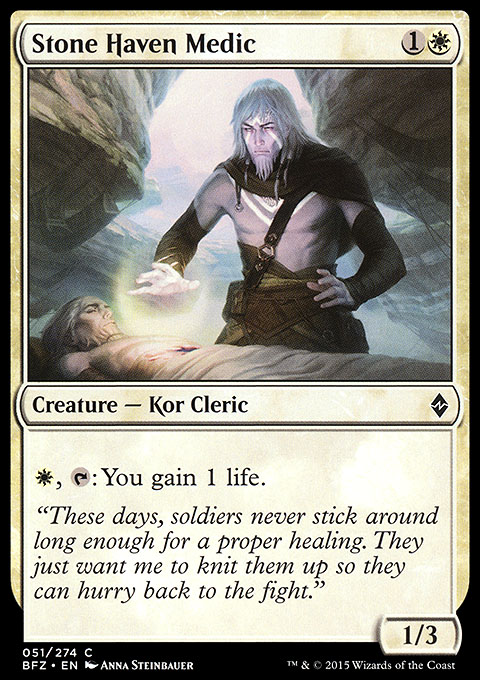 Stone Haven Medic 1
Creature — Kor Cleric
, : You gain 1 life.
“These days, soldiers never stick around
long enough for a proper healing. They
just want me to knit them up so they
can hurry back to the fight.”
1/3
051/274 C
BFZ • EN Anna Steinbauer
™ & © 2015 Wizards of the Coast